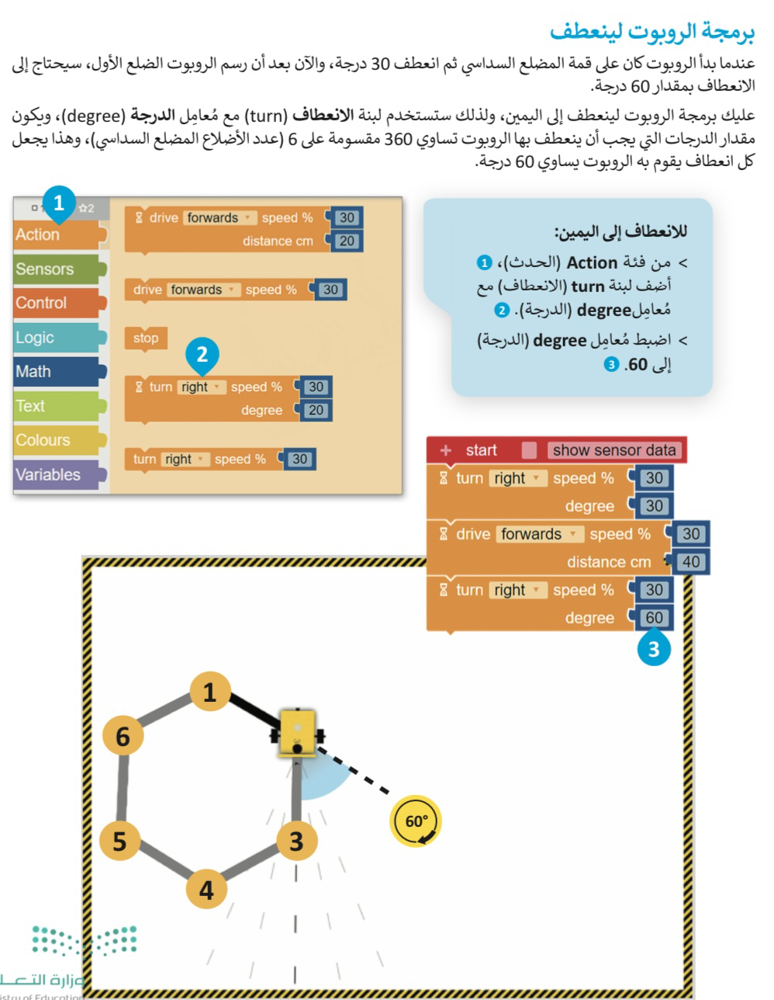 برمجة الروبوت لينعطف
عندما بدأ الروبوت كان على قمة المضلع السداسي ثم انعطف 30 درجة، والآن بعد أن رسم الروبوت الضلع الأول، سيحتاج إلى
الانعطاف بمقدار 60 درجة.
عليك برمجة الروبوت لينعطف إلى اليمين، ولذلك ستستخدم لبنة الانعطاف (turn) مع مُعامِل الدرجة (degree)، ويكون
مقدار الدرجات التي يجب أن ينعطف بها الروبوت تساوي 360 مقسومة على 6 (عدد الأضلاع المضلع السداسي)، وهذا يجعل
كل انعطاف يقوم به الروبوت يساوي 60 درجة.
للانعطاف إلى اليمين:
> من فئة Action (الحدث)، 1
أضف لبنة turn (الانعطاف) مع
مُعامِلdegree (الدرجة). 2
> اضبط مُعامِل degree (الدرجة)
إلى 60. 3
1
☆2
Action
Sensors
Control
Logic
Math
Text
Colours
Variables
drive forwards speed % 30
distance cm 20
drive forwards speed % 30
stop
2
turn right speed % 30
degree 20
turn right speed % 30
+ start show sensor data
turn right speed % 30
degree 30
drive forwards speed % 30
distance cm 40
turn right speed % 30
degree 60
3
1
6
5
4
3
60°
وزارة التعـلـ
istry of Education